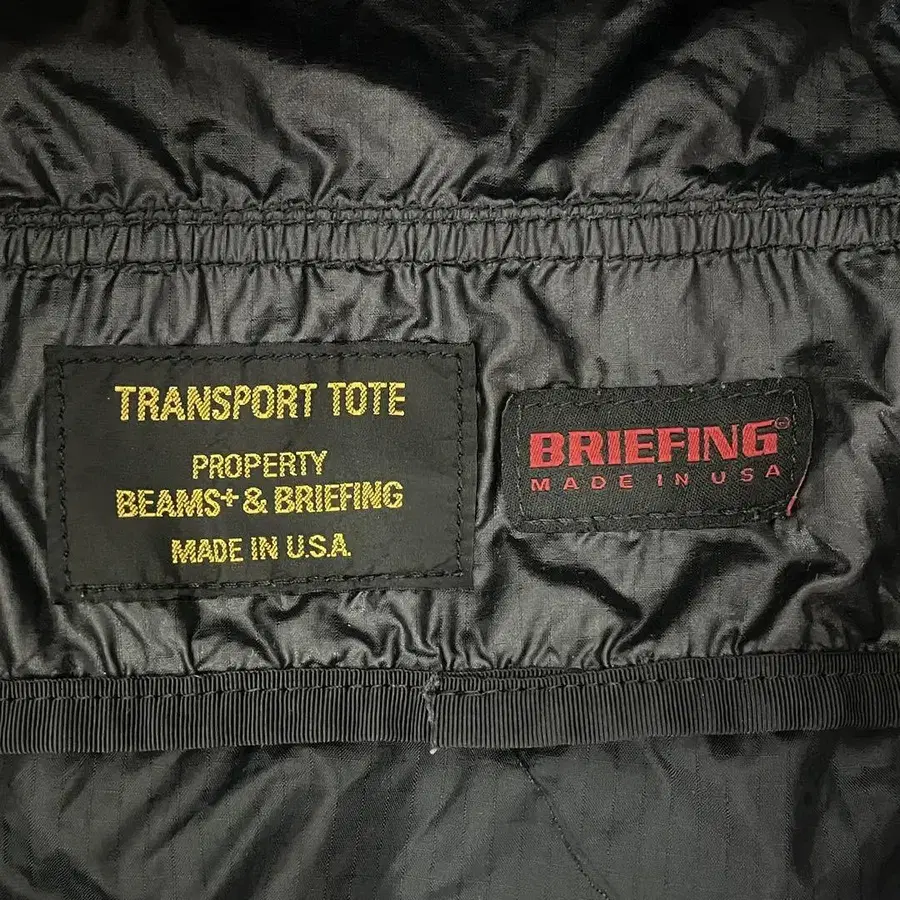 TRANSPORT TOTE
PROPERTY
BEAMS+ & BRIEFING
MADE IN U.S.A.
BRIEFING®
MADE IN USA